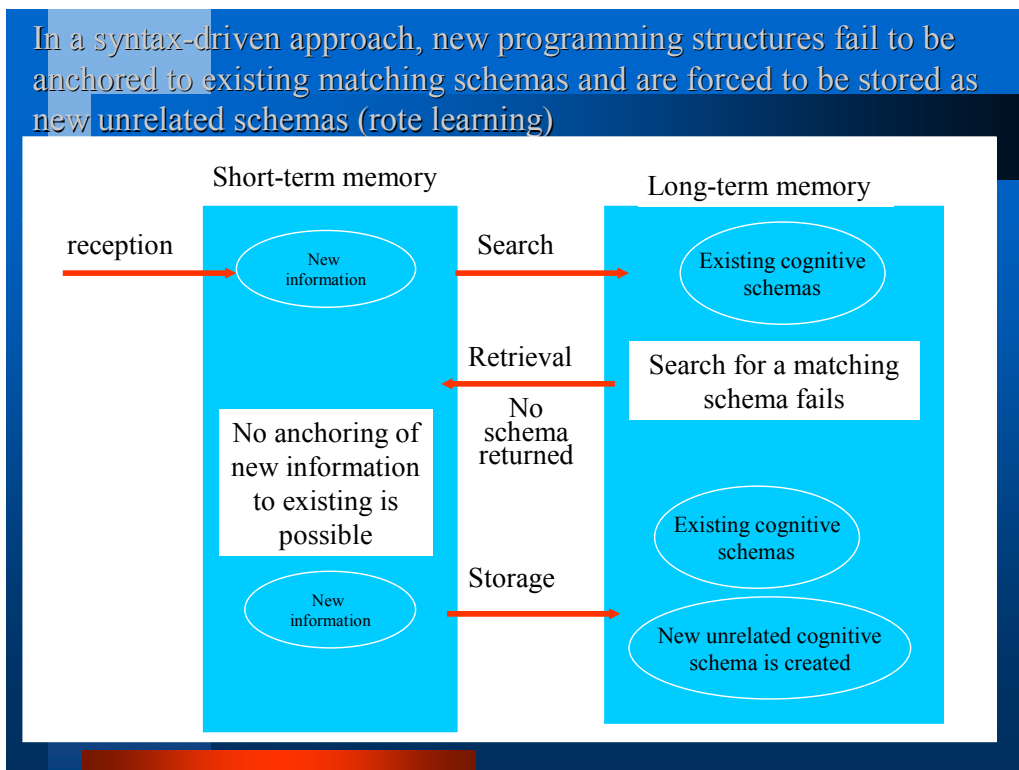 In a syntax-driven approach, new programming structures fail to be
anchored to existing matching schemas and are forced to be stored as
new unrelated schemas (rote learning)
Short-term memory
Long-term memory
reception
New
information
Search
Existing cognitive
schemas
Retrieval
No
schema
returned
Search for a matching
schema fails
No anchoring of
new information
to existing is
possible
Existing cognitive
schemas
New
information
Storage
New unrelated cognitive
schema is created